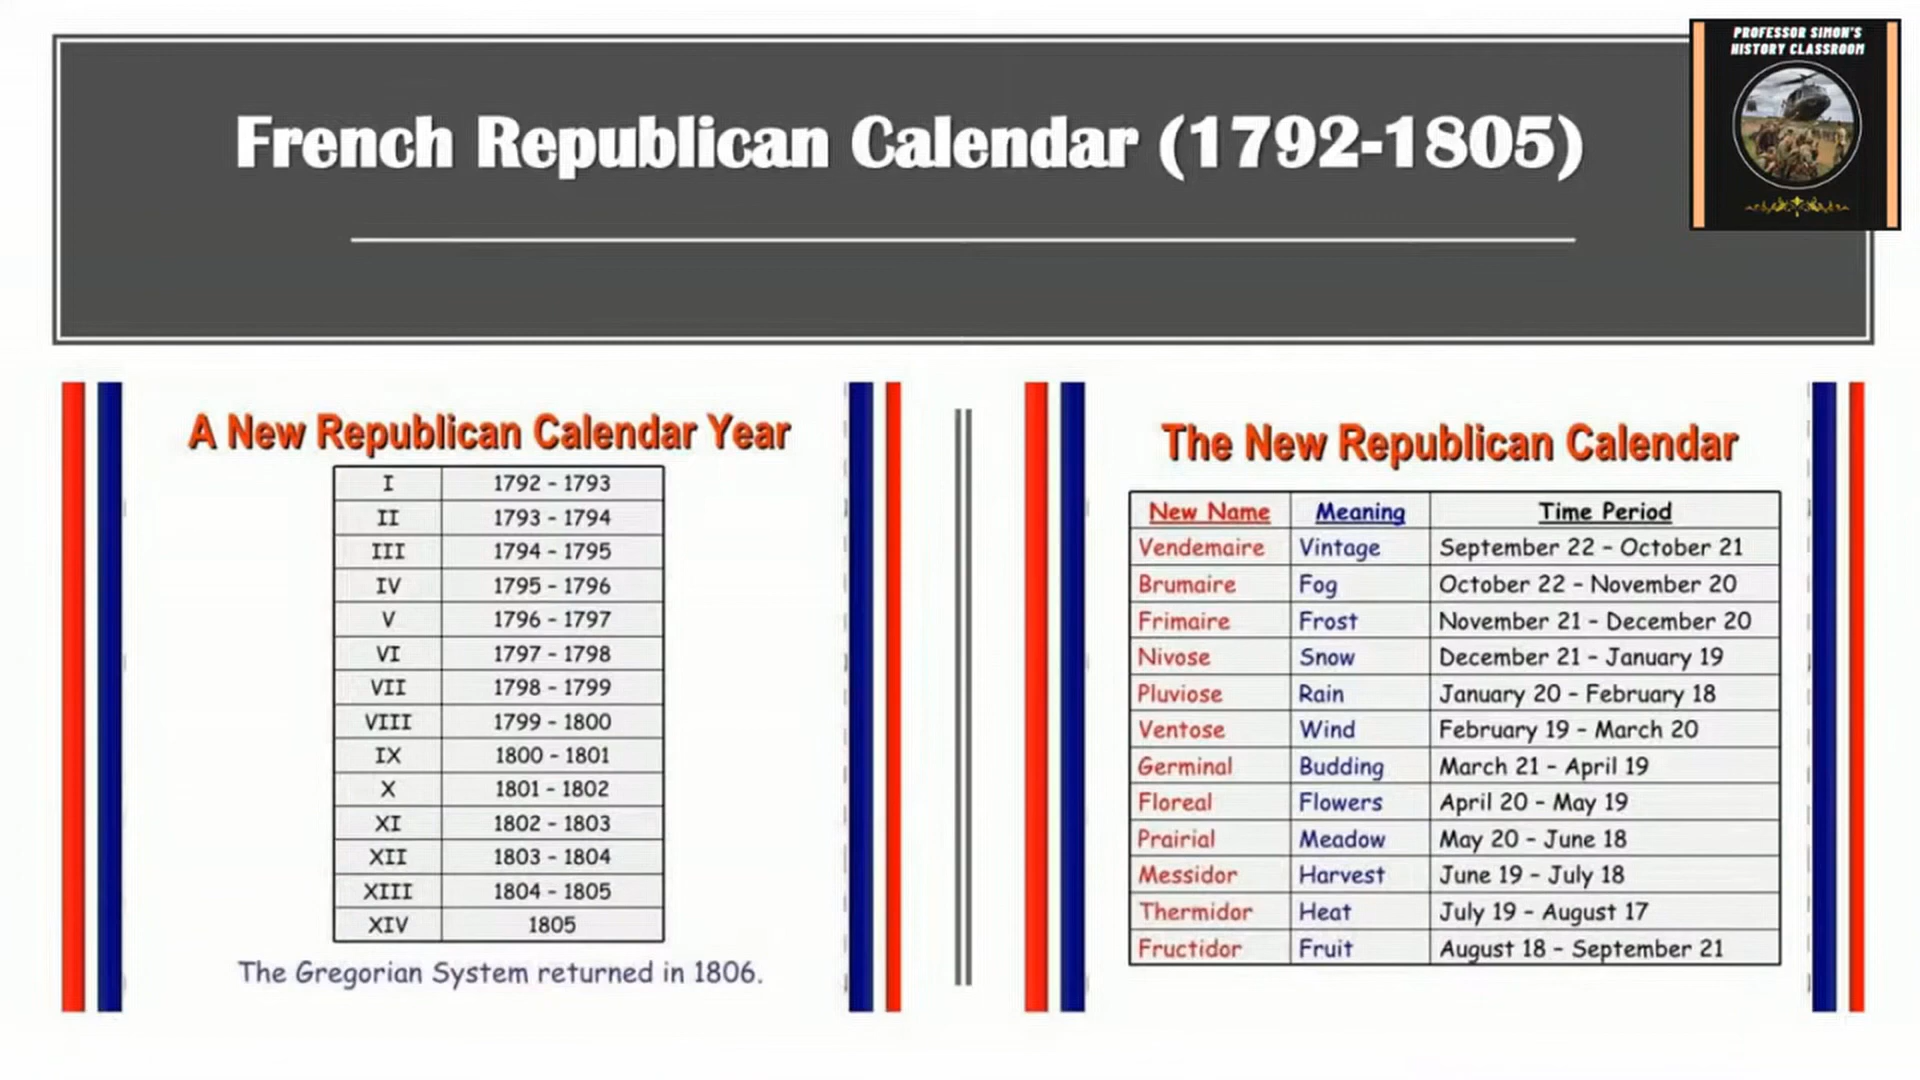 PROFESSOR SIMON'S
HISTORY CLASSROOM
French Republican Calendar (1792-1805)
A New Republican Calendar Year
I 1792 - 1793
II 1793 - 1794
III 1794 - 1795
IV 1795 - 1796
V 1796 - 1797
VI 1797 - 1798
VII 1798 - 1799
VIII 1799 - 1800
IX 1800 - 1801
X 1801 - 1802
XI 1802 - 1803
XII 1803 - 1804
XIII 1804 - 1805
XIV 1805
The Gregorian System returned in 1806.
The New Republican Calendar
New Name Meaning Time Period
Vendemaire Vintage September 22 - October 21
Brumaire Fog October 22 - November 20
Frimaire Frost November 21 - December 20
Nivose Snow December 21 - January 19
Pluviose Rain January 20 - February 18
Ventose Wind February 19 - March 20
Germinal Budding March 21 - April 19
Floreal Flowers April 20 - May 19
Prairial Meadow May 20 - June 18
Messidor Harvest June 19 - July 18
Thermidor Heat July 19 - August 17
Fructidor Fruit August 18 - September 21